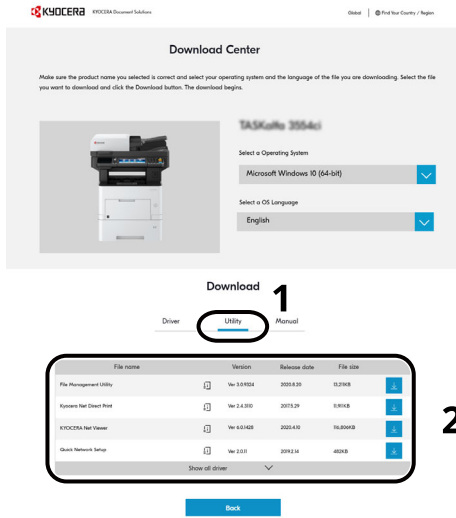 KYOCERA KYOCERA Document Solutions Global Find Your Country / Region
Download Center
Make sure the product name you selected is correct and select your operating system and the language of the file you are downloading. Select the file
you want to download and click the Download button. The download begins.
TASKalfa 3554ci
Select a Operating System
Microsoft Windows 10 (64-bit)
Select a OS Language
English
Download
1
Driver Utility Manual
File name Version Release date File size
File Management Utility Ver 3.0.9324 2020.8.20 13,211KB
Kyocera Net Direct Print Ver 2.4.3110 2017.5.29 11,911KB
KYOCERA Net Viewer Ver 6.0.1428 2020.4.10 116,806KB
Quick Network Setup Ver 2.0.11 2019.2.14 482KB
2
Show all driver
Back